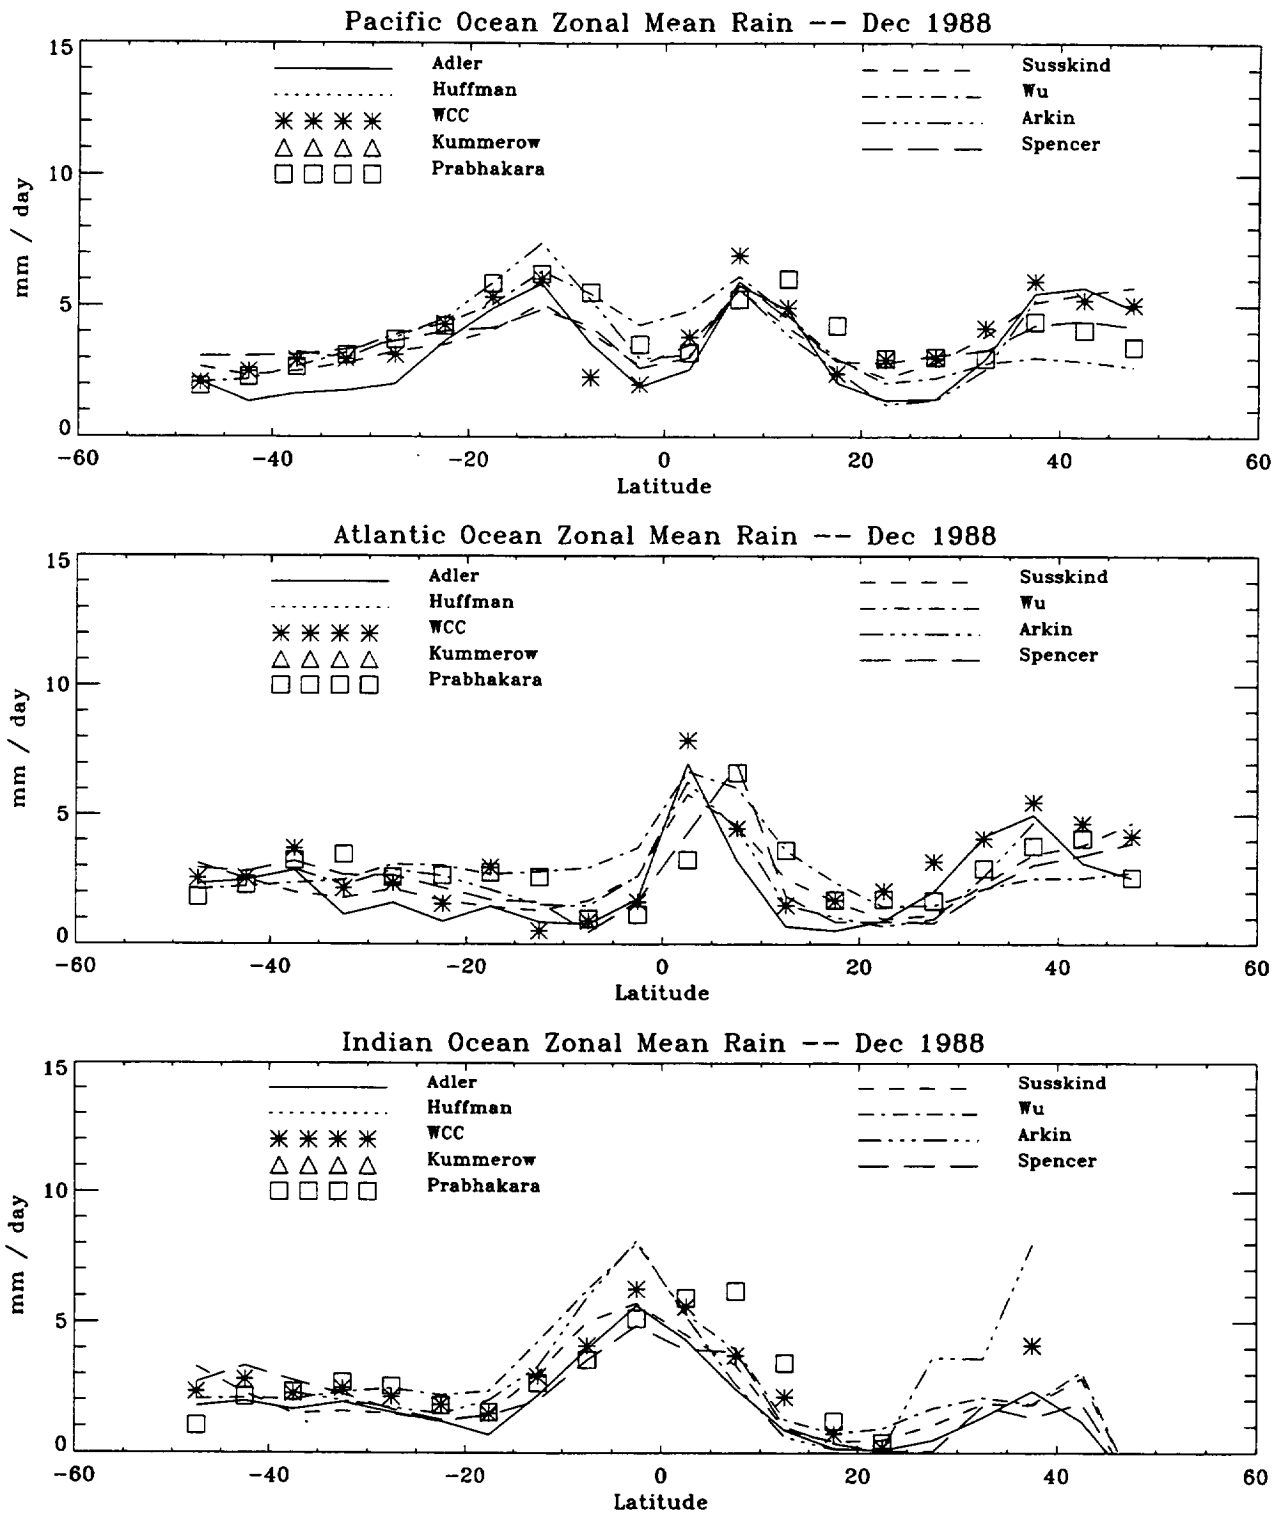 Pacific Ocean Zonal Mean Rain -- Dec 1988
15
10
5
0
mm / day
Adler
Huffman
WCC
Kummerow
Prabhakara
Susskind
Wu
Arkin
Spencer
-60 -40 -20 0 20 40 60
Latitude
Atlantic Ocean Zonal Mean Rain -- Dec 1988
15
10
5
0
mm / day
Adler
Huffman
WCC
Kummerow
Prabhakara
Susskind
Wu
Arkin
Spencer
-60 -40 -20 0 20 40 60
Latitude
Indian Ocean Zonal Mean Rain -- Dec 1988
15
10
5
0
mm / day
Adler
Huffman
WCC
Kummerow
Prabhakara
Susskind
Wu
Arkin
Spencer
-60 -40 -20 0 20 40 60
Latitude